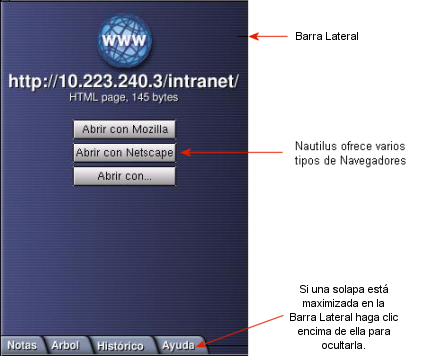 www
http://10.223.240.3/intranet/
HTML page, 145 bytes
Abrir con Mozilla
Abrir con Netscape
Abrir con...
Notas
Arbol
Histórico
Ayuda
Barra Lateral
Nautilus ofrece varios
tipos de Navegadores
Si una solapa está
maximizada en la
Barra Lateral haga clic
encima de ella para
ocultarla.